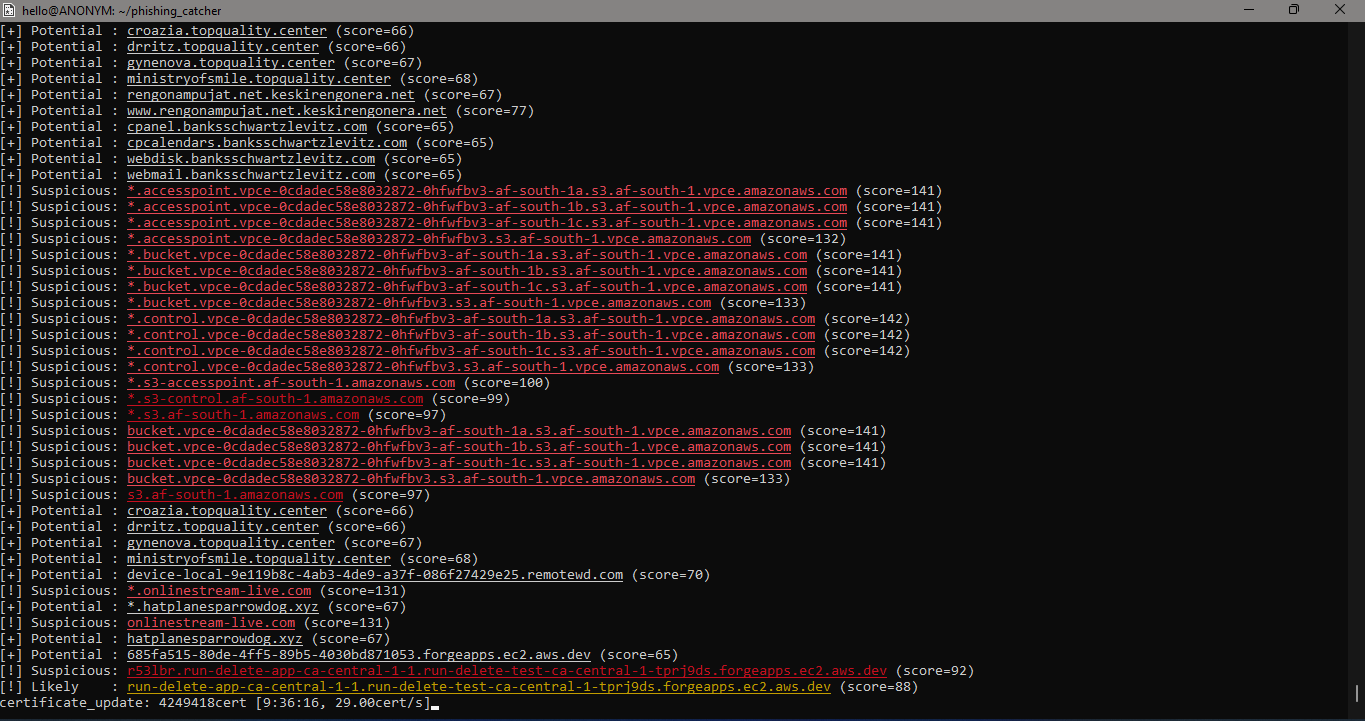 hello@ANONYM: ~/phishing_catcher
[+] Potential : croazia.topquality.center (score=66)
[+] Potential : drritz.topquality.center (score=66)
[+] Potential : gynenova.topquality.center (score=67)
[+] Potential : ministryofsmile.topquality.center (score=68)
[+] Potential : rengonampujat.net.keskirengonera.net (score=67)
[+] Potential : www.rengonampujat.net.keskirengonera.net (score=77)
[+] Potential : cpanel.banksschwartzlevitz.com (score=65)
[+] Potential : cpcalendars.banksschwartzlevitz.com (score=65)
[+] Potential : webdisk.banksschwartzlevitz.com (score=65)
[+] Potential : webmail.banksschwartzlevitz.com (score=65)
[!] Suspicious: *.accesspoint.vpce-0cdadec58e8032872-0hfwfbv3-af-south-1a.s3.af-south-1.vpce.amazonaws.com (score=141)
[!] Suspicious: *.accesspoint.vpce-0cdadec58e8032872-0hfwfbv3-af-south-1b.s3.af-south-1.vpce.amazonaws.com (score=141)
[!] Suspicious: *.accesspoint.vpce-0cdadec58e8032872-0hfwfbv3-af-south-1c.s3.af-south-1.vpce.amazonaws.com (score=141)
[!] Suspicious: *.accesspoint.vpce-0cdadec58e8032872-0hfwfbv3.s3.af-south-1.vpce.amazonaws.com (score=132)
[!] Suspicious: *.bucket.vpce-0cdadec58e8032872-0hfwfbv3-af-south-1a.s3.af-south-1.vpce.amazonaws.com (score=141)
[!] Suspicious: *.bucket.vpce-0cdadec58e8032872-0hfwfbv3-af-south-1b.s3.af-south-1.vpce.amazonaws.com (score=141)
[!] Suspicious: *.bucket.vpce-0cdadec58e8032872-0hfwfbv3-af-south-1c.s3.af-south-1.vpce.amazonaws.com (score=141)
[!] Suspicious: *.bucket.vpce-0cdadec58e8032872-0hfwfbv3.s3.af-south-1.vpce.amazonaws.com (score=133)
[!] Suspicious: *.control.vpce-0cdadec58e8032872-0hfwfbv3-af-south-1a.s3.af-south-1.vpce.amazonaws.com (score=142)
[!] Suspicious: *.control.vpce-0cdadec58e8032872-0hfwfbv3-af-south-1b.s3.af-south-1.vpce.amazonaws.com (score=142)
[!] Suspicious: *.control.vpce-0cdadec58e8032872-0hfwfbv3-af-south-1c.s3.af-south-1.vpce.amazonaws.com (score=142)
[!] Suspicious: *.control.vpce-0cdadec58e8032872-0hfwfbv3.s3.af-south-1.vpce.amazonaws.com (score=133)
[!] Suspicious: *.s3-accesspoint.af-south-1.amazonaws.com (score=100)
[!] Suspicious: *.s3-control.af-south-1.amazonaws.com (score=99)
[!] Suspicious: *.s3.af-south-1.amazonaws.com (score=97)
[!] Suspicious: bucket.vpce-0cdadec58e8032872-0hfwfbv3-af-south-1a.s3.af-south-1.vpce.amazonaws.com (score=141)
[!] Suspicious: bucket.vpce-0cdadec58e8032872-0hfwfbv3-af-south-1b.s3.af-south-1.vpce.amazonaws.com (score=141)
[!] Suspicious: bucket.vpce-0cdadec58e8032872-0hfwfbv3-af-south-1c.s3.af-south-1.vpce.amazonaws.com (score=141)
[!] Suspicious: bucket.vpce-0cdadec58e8032872-0hfwfbv3.s3.af-south-1.vpce.amazonaws.com (score=133)
[!] Suspicious: s3.af-south-1.amazonaws.com (score=97)
[+] Potential : croazia.topquality.center (score=66)
[+] Potential : drritz.topquality.center (score=66)
[+] Potential : gynenova.topquality.center (score=67)
[+] Potential : ministryofsmile.topquality.center (score=68)
[+] Potential : device-local-9e119b8c-4ab3-4de9-a37f-086f27429e25.remotewd.com (score=70)
[!] Suspicious: *.onlinestream-live.com (score=131)
[+] Potential : *.hatplanesparrowdog.xyz (score=67)
[!] Suspicious: onlinestream-live.com (score=131)
[+] Potential : hatplanesparrowdog.xyz (score=67)
[+] Potential : 685fa515-80de-4ff5-89b5-4030bd871053.forgeapps.ec2.aws.dev (score=65)
[!] Suspicious: r53lbr.run-delete-app-ca-central-1-1.run-delete-test-ca-central-1-tprj9ds.forgeapps.ec2.aws.dev (score=92)
[!] Likely    : run-delete-app-ca-central-1-1.run-delete-test-ca-central-1-tprj9ds.forgeapps.ec2.aws.dev (score=88)
certificate_update: 4249418cert [9:36:16, 29.00cert/s]